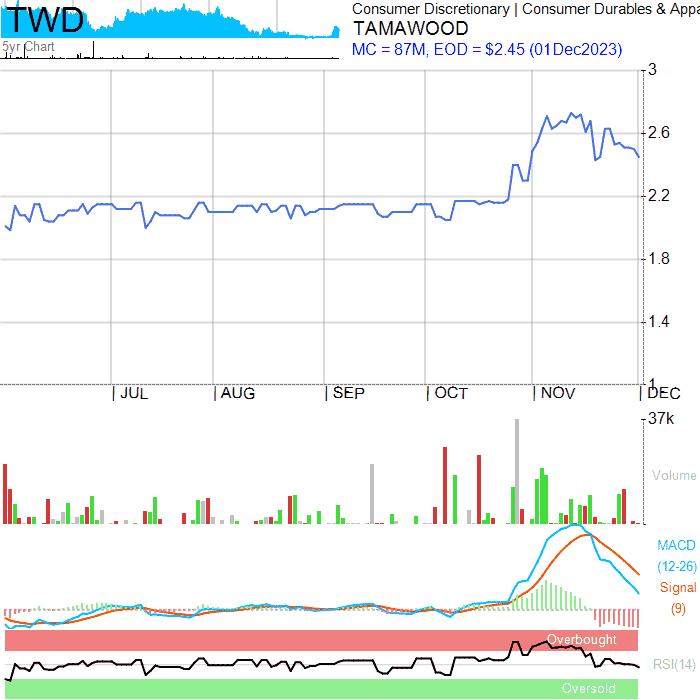 TWD
5yr Chart
Consumer Discretionary | Consumer Durables & Appa
TAMAWOOD
MC = 87M, EOD = $2.45 (01Dec2023)
3
2.6
2.2
1.8
1.4
1
| JUL | AUG | SEP | OCT | NOV | DEC
37k
Volume
MACD
(12-26)
Signal
(9)
Overbought
RSI(14)
Oversold